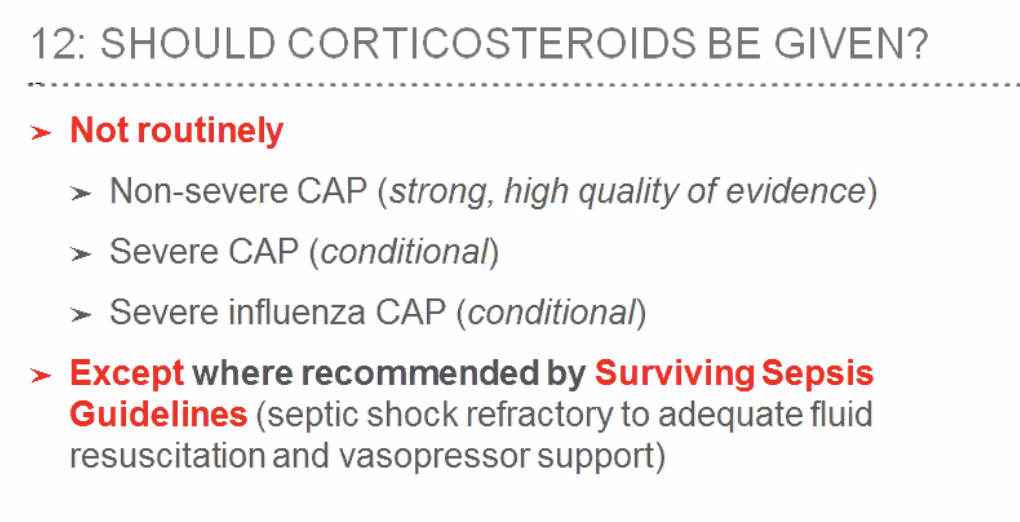 12: SHOULD CORTICOSTEROIDS BE GIVEN?
➢ Not routinely
➢ Non-severe CAP (strong, high quality of evidence)
➢ Severe CAP (conditional)
➢ Severe influenza CAP (conditional)
➢ Except where recommended by Surviving Sepsis
Guidelines (septic shock refractory to adequate fluid
resuscitation and vasopressor support)